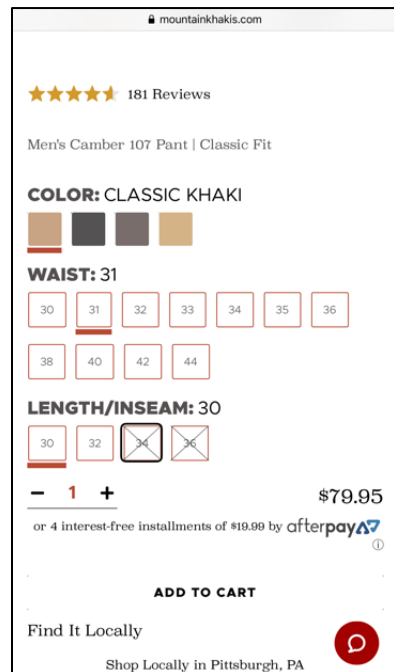 mountainkhakis.com
181 Reviews
Men's Camber 107 Pant | Classic Fit
COLOR: CLASSIC KHAKI
WAIST: 31
30 31 32 33 34 35 36
38 40 42 44
LENGTH/INSEAM: 30
30 32 34 36
− 1 + $79.95
or 4 interest-free installments of $19.99 by afterpay
ADD TO CART
Find It Locally
Shop Locally in Pittsburgh, PA